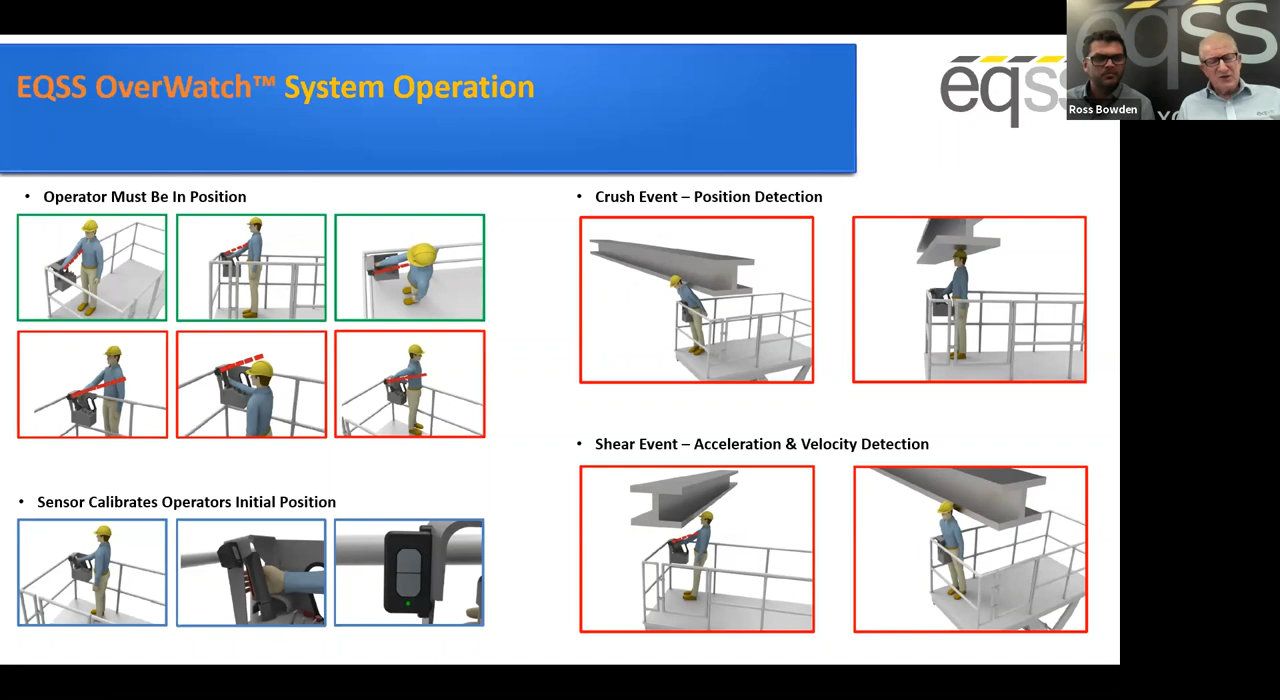 EQSS OverWatch™ System Operation
eqss
eqss
Ross Bowden
• Operator Must Be In Position
• Crush Event – Position Detection
• Shear Event – Acceleration & Velocity Detection
• Sensor Calibrates Operators Initial Position